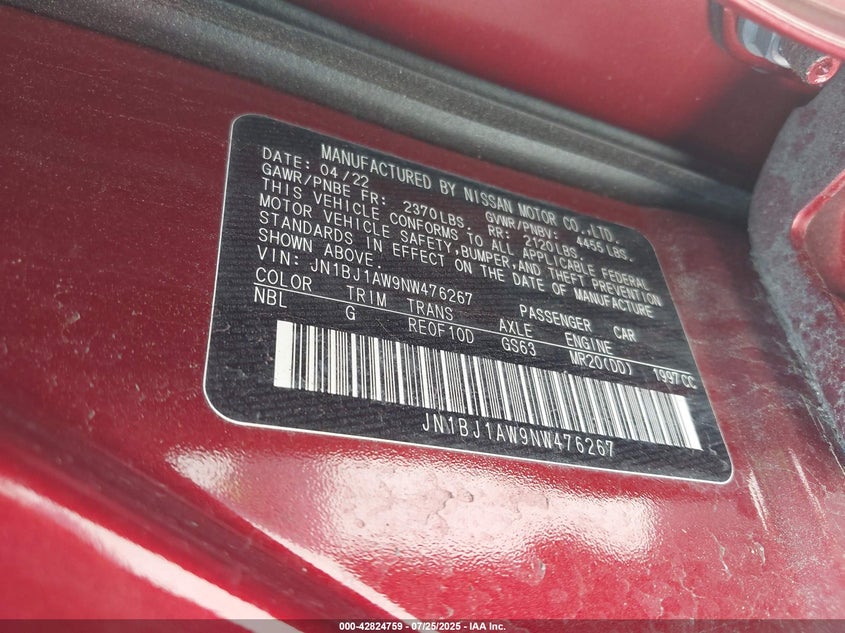 MANUFACTURED BY NISSAN MOTOR CO.,LTD.
DATE: 04/22 GVWR/PNBV: 4455 LBS.
GAWR/PNBE FR: 2370LBS. RR: 2120LBS.
THIS VEHICLE CONFORMS TO ALL APPLICABLE FEDERAL
MOTOR VEHICLE SAFETY,BUMPER,AND THEFT PREVENTION
STANDARDS IN EFFECT ON THE DATE OF MANUFACTURE
SHOWN ABOVE.
VIN: JN1BJ1AW9NW476267 PASSENGER CAR
COLOR TRIM TRANS AXLE ENGINE
NBL G REOF10D GS63 MR20(DD) 1997CC
JN1BJ1AW9NW476267
000-42824759 - 07/25/2025 - IAA Inc.